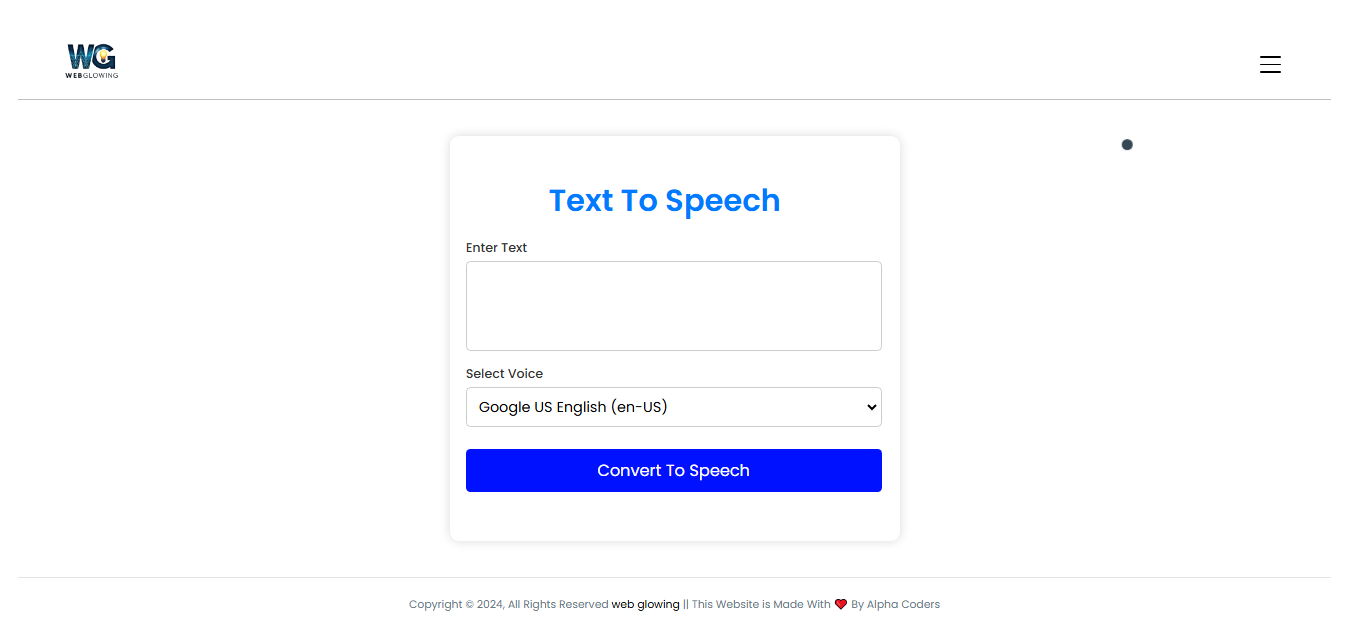 WG
WEBGLOWING
Text To Speech
Enter Text
Select Voice
Google US English (en-US)
Convert To Speech
Copyright © 2024, All Rights Reserved web glowing || This Website is Made With ❤ By Alpha Coders